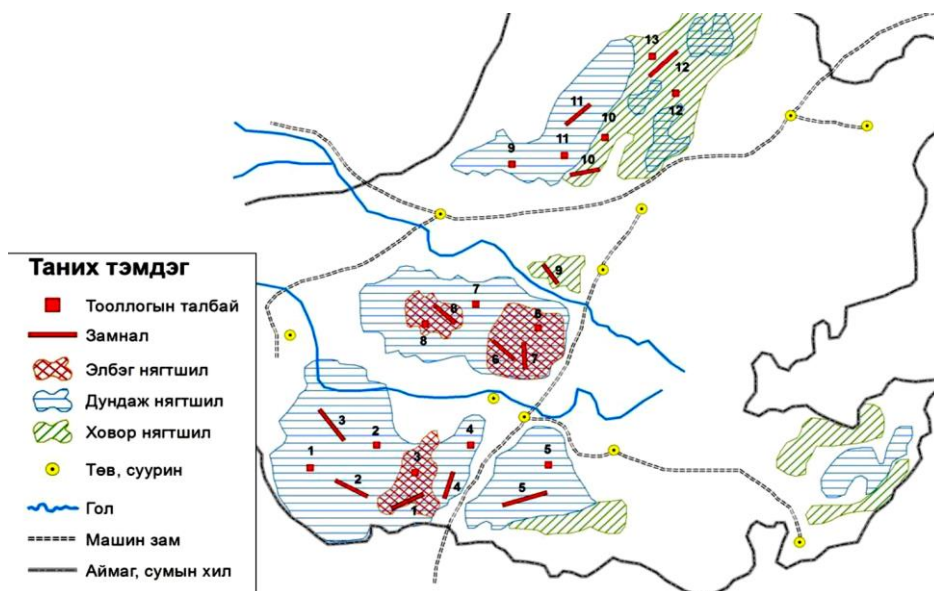 13
12
11
10
12
11
9
10
9
7
8
6
8
6
7
3
2
4
1
3
5
2
4
5
1
Таних тэмдэг
Тооллогын талбай
Замнал
Элбэг нягтшил
Дундаж нягтшил
Ховор нягтшил
Төв, суурин
Гол
Машин зам
Аймаг, сумын хил